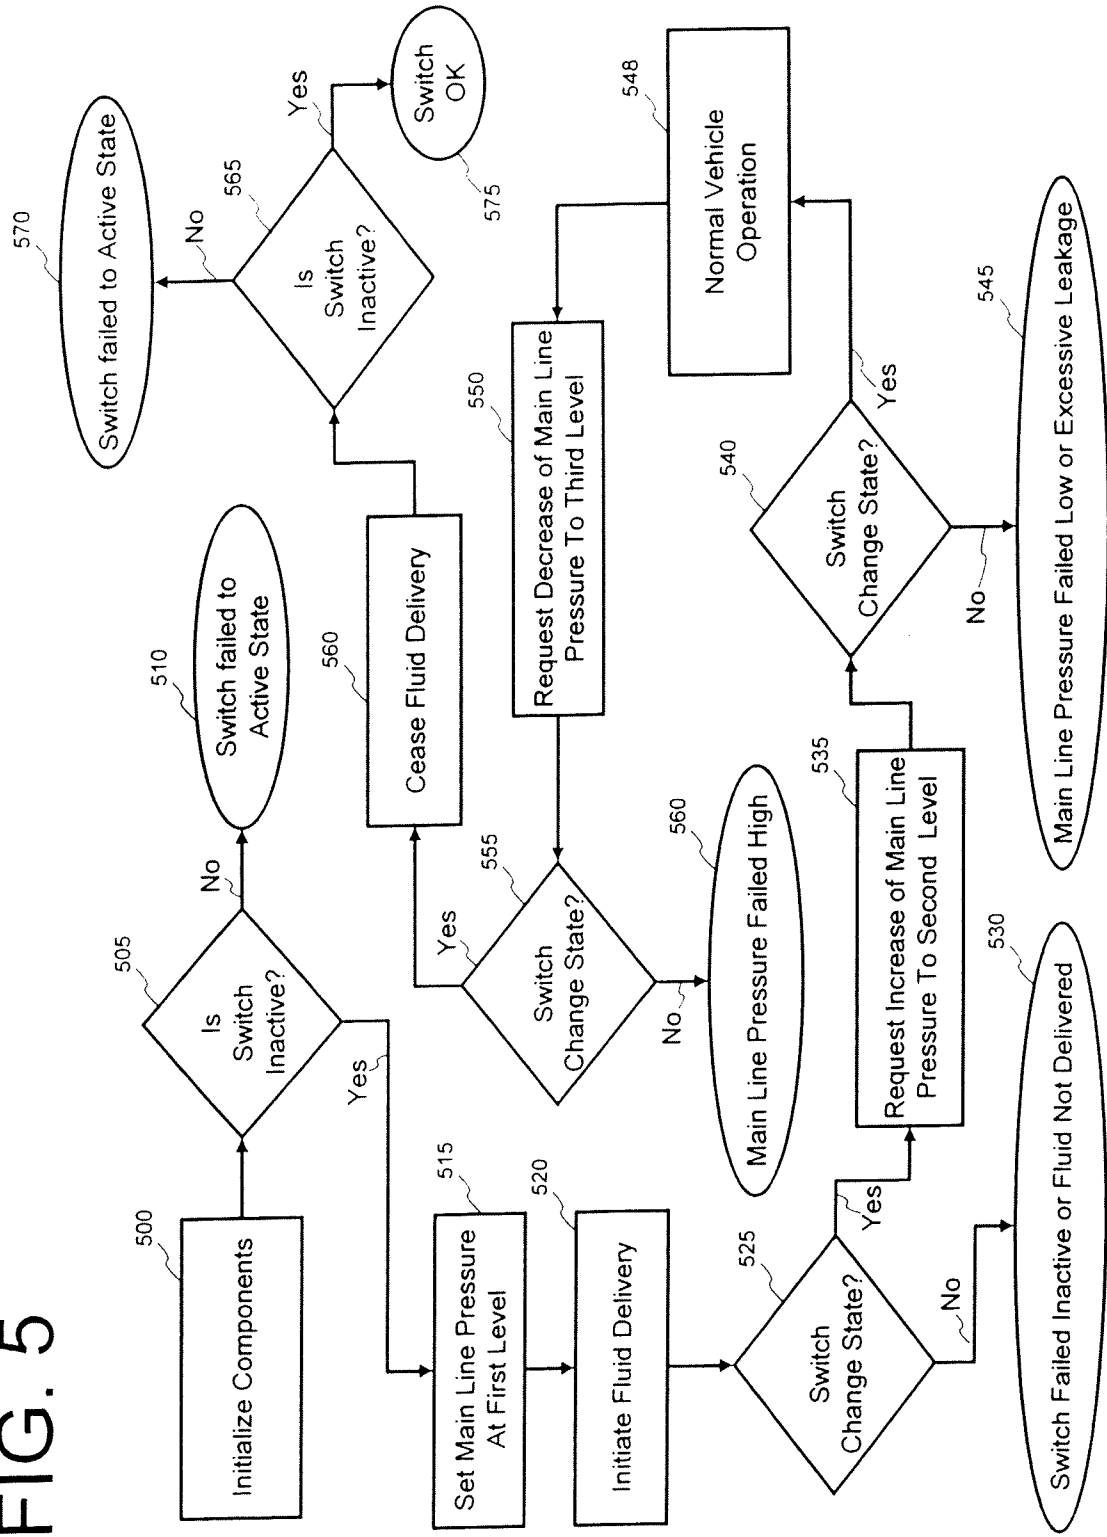 FIG. 5
500
Initialize Components
505
Is
Switch
Inactive?
No
510
Switch failed to
Active State
Yes
515
Set Main Line Pressure
At First Level
520
Initiate Fluid Delivery
525
Switch
Change State?
No
530
Switch Failed Inactive or Fluid Not Delivered
Yes
535
Request Increase of Main Line
Pressure To Second Level
540
Switch
Change State?
No
545
Main Line Pressure Failed Low or Excessive Leakage
Yes
548
Normal Vehicle
Operation
550
Request Decrease of Main Line
Pressure To Third Level
555
Switch
Change State?
No
560
Main Line Pressure Failed High
Yes
560
Cease Fluid Delivery
565
Is
Switch
Inactive?
No
570
Switch failed to Active State
Yes
575
Switch
OK